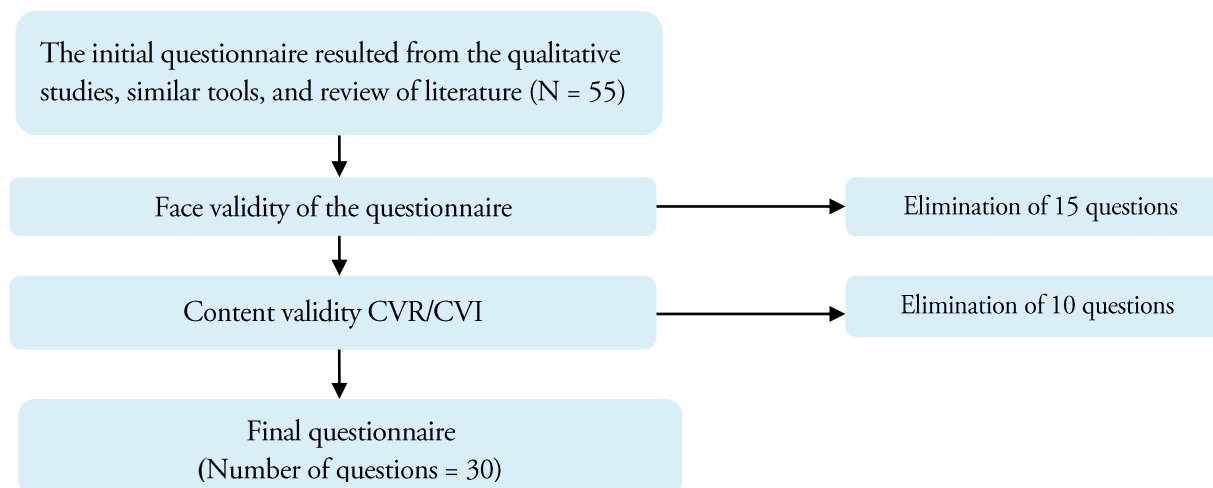 The initial questionnaire resulted from the qualitative
studies, similar tools, and review of literature (N = 55)
Face validity of the questionnaire
Elimination of 15 questions
Content validity CVR/CVI
Elimination of 10 questions
Final questionnaire
(Number of questions = 30)